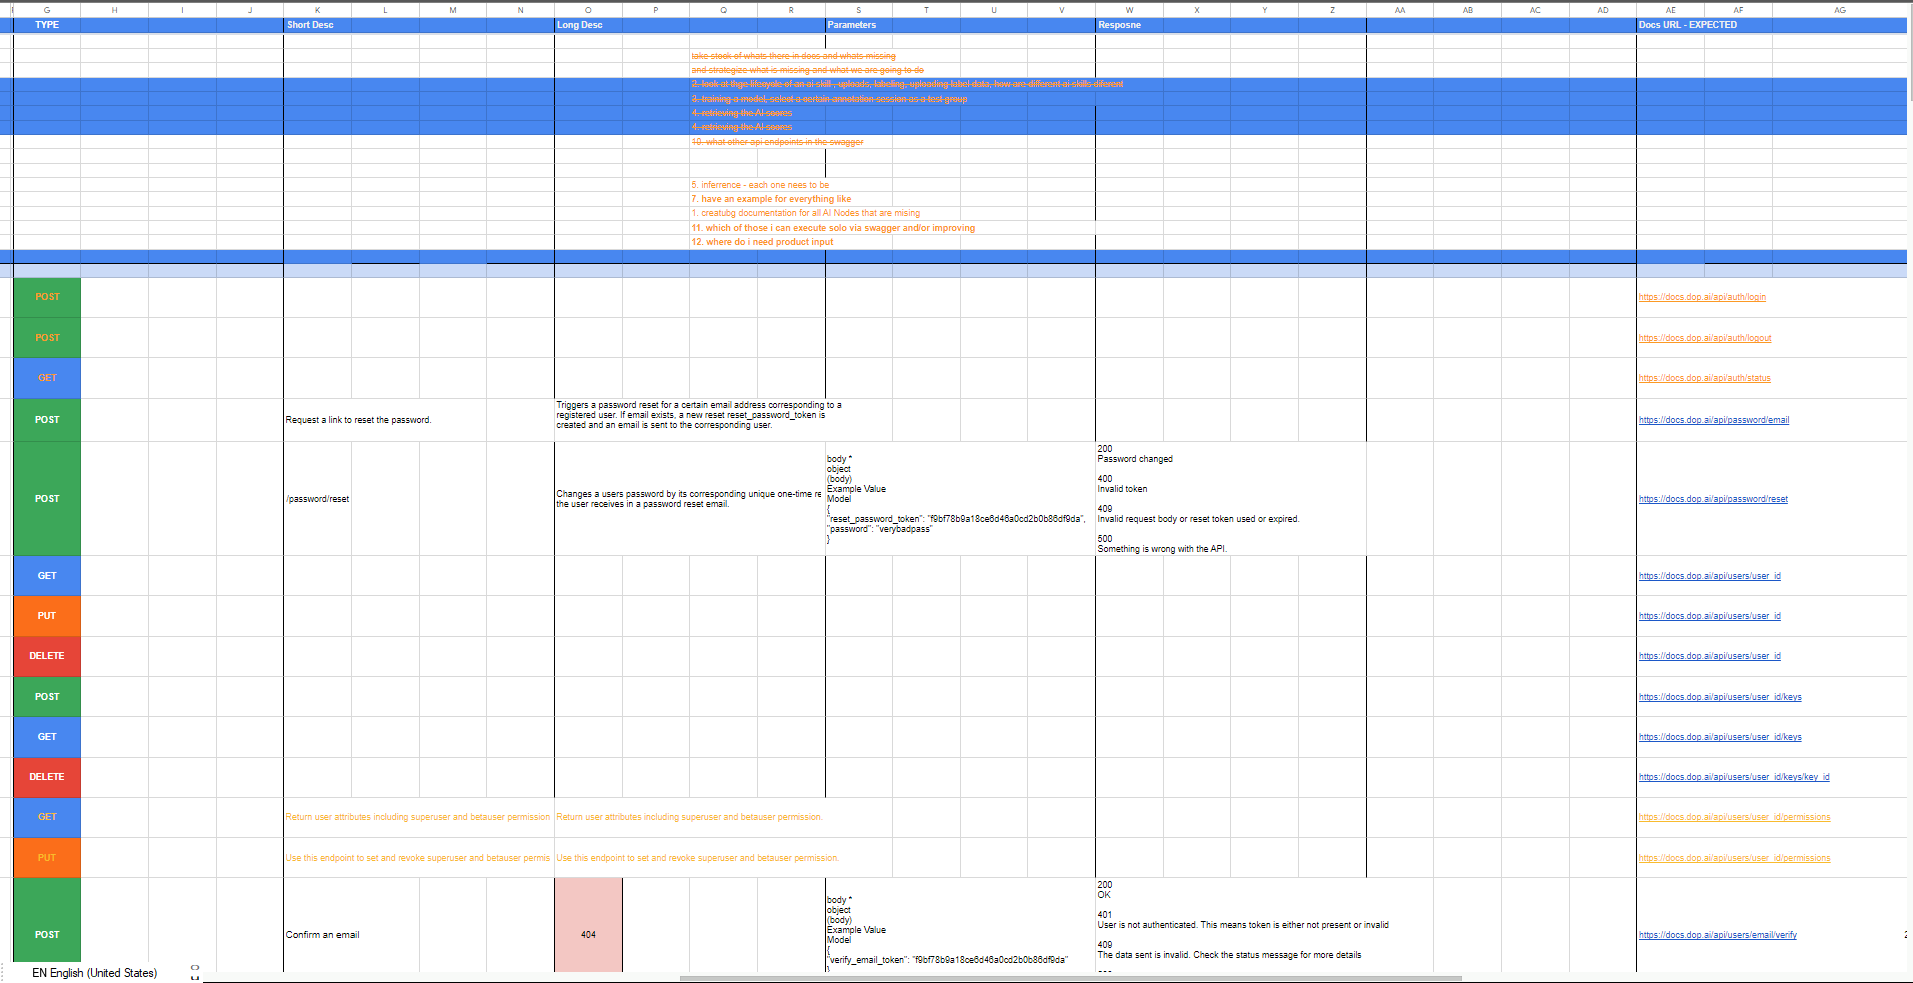 G H I J K L M N O P Q R S T U V W X Y Z AA AB AC AD AE AF AG
TYPE Short Desc Long Desc Parameters Resposne Docs URL - EXPECTED
take stock of whats there in docs and whats missing
and strategize what is missing and what we are going to do
2. look at thge lifecycle of an ai skill , uploads, labeling, uploading label data, how are different ai skills diferent
3. training a model, select a certain annotation session as a test group
4. retrieving the AI scores
4. retrieving the AI scores
10. what other api endpoints in the swagger
5. inferrence - each one nees to be
7. have an example for everything like
1. creatubg documentation for all AI Nodes that are mising
11. which of those i can execute solo via swagger and/or improving
12. where do i need product input
POST https://docs.dop.ai/api/auth/login
POST https://docs.dop.ai/api/auth/logout
GET https://docs.dop.ai/api/auth/status
POST Request a link to reset the password.
Triggers a password reset for a certain email address corresponding to a
registered user. If email exists, a new reset reset_password_token is
created and an email is sent to the corresponding user.
https://docs.dop.ai/api/password/email
POST /password/reset
Changes a users password by its corresponding unique one-time re
the user receives in a password reset email.
body *
object
(body)
Example Value
Model
{
"reset_password_token": "f9bf78b9a18ce6d46a0cd2b0b86df9da",
"password": "verybadpass"
}
200
Password changed
400
Invalid token
409
Invalid request body or reset token used or expired.
500
Something is wrong with the API.
https://docs.dop.ai/api/password/reset
GET https://docs.dop.ai/api/users/user_id
PUT https://docs.dop.ai/api/users/user_id
DELETE https://docs.dop.ai/api/users/user_id
POST https://docs.dop.ai/api/users/user_id/keys
GET https://docs.dop.ai/api/users/user_id/keys
DELETE https://docs.dop.ai/api/users/user_id/keys/key_id
GET Return user attributes including superuser and betauser permission Return user attributes including superuser and betauser permission. https://docs.dop.ai/api/users/user_id/permissions
PUT Use this endpoint to set and revoke superuser and betauser permis Use this endpoint to set and revoke superuser and betauser permission. https://docs.dop.ai/api/users/user_id/permissions
POST Confirm an email 404
body *
object
(body)
Example Value
Model
{
"verify_email_token": "f9bf78b9a18ce6d46a0cd2b0b86df9da"
}
200
OK
401
User is not authenticated. This means token is either not present or invalid
409
The data sent is invalid. Check the status message for more details
https://docs.dop.ai/api/users/email/verify
EN English (United States)